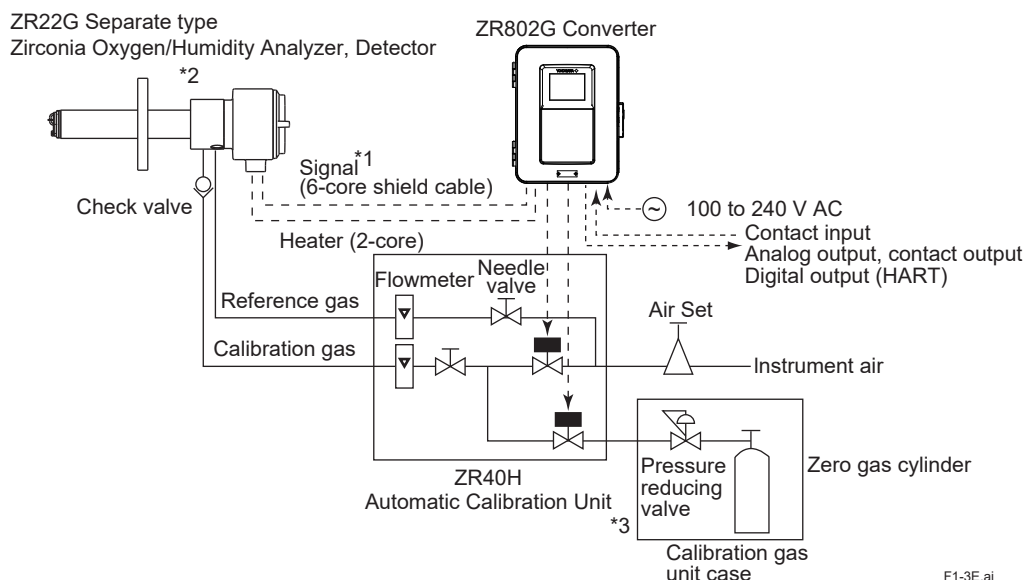 ZR22G Separate type
Zirconia Oxygen/Humidity Analyzer, Detector
*2
ZR802G Converter
Signal*1
(6-core shield cable)
Check valve
100 to 240 V AC
Contact input
Analog output, contact output
Digital output (HART)
Heater (2-core)
Flowmeter
Needle
valve
Reference gas
Air Set
Calibration gas
Instrument air
Pressure
reducing
valve
Zero gas cylinder
ZR40H
Automatic Calibration Unit
*3
Calibration gas
unit case
F1-3E.ai